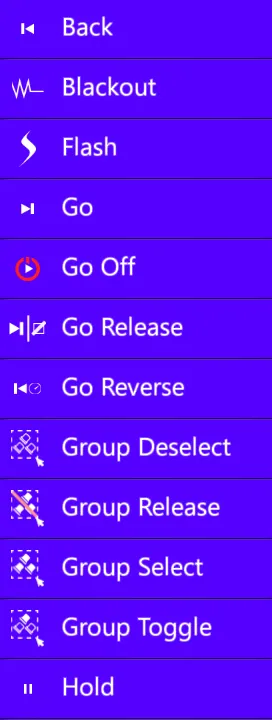 Back
Blackout
Flash
Go
Go Off
Go Release
Go Reverse
Group Deselect
Group Release
Group Select
Group Toggle
Hold